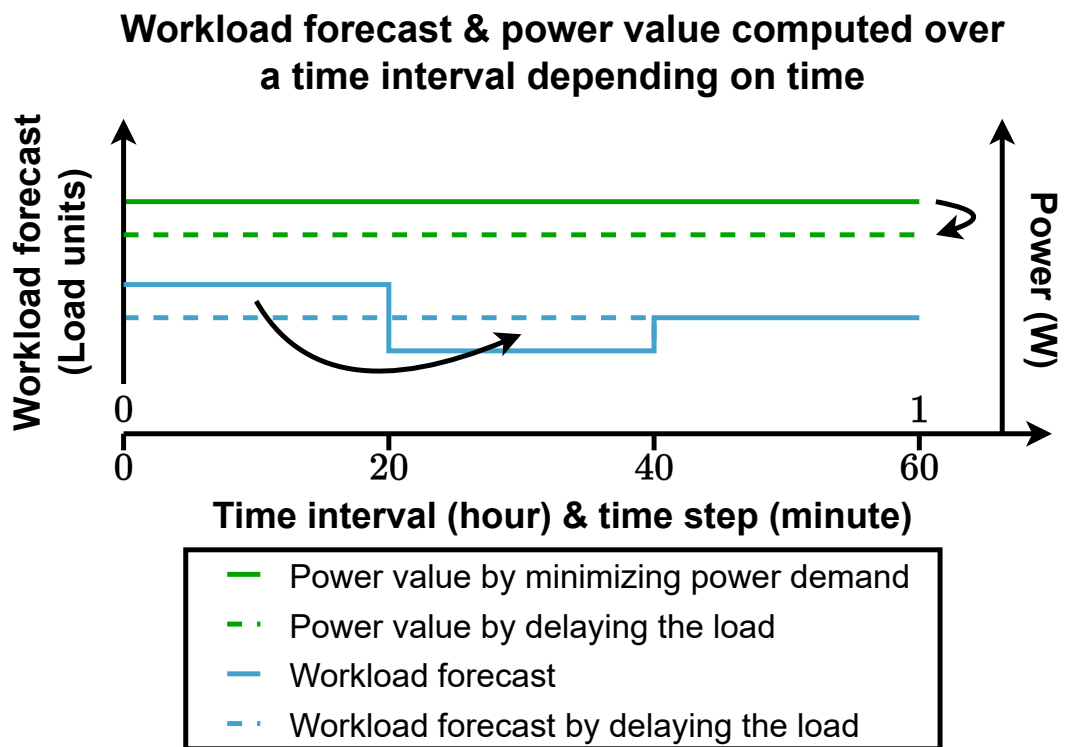 Workload forecast & power value computed over
a time interval depending on time
Workload forecast
(Load units)
Power (W)
0
1
0
20
40
60
Time interval (hour) & time step (minute)
Power value by minimizing power demand
Power value by delaying the load
Workload forecast
Workload forecast by delaying the load